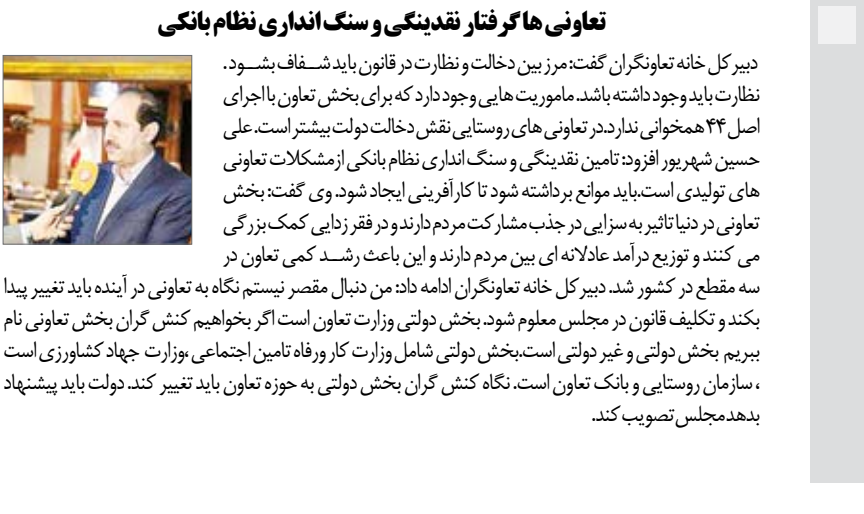 تعاونی ها گرفتار نقدینگی و سنگ اندازی نظام بانکی
دبیر کل خانه تعاونگران گفت: مرز بین دخالت و نظارت در قانون باید شفاف بشود.
نظارت باید وجود داشته باشد. ماموریت هایی وجود دارد که برای بخش تعاون با اجرای
اصل ۴۴ همخوانی ندارد.در تعاونی های روستایی نقش دخالت دولت بیشتر است. علی
حسین شهریور افزود: تامین نقدینگی و سنگ اندازی نظام بانکی ازمشکلات تعاونی
های تولیدی است.باید موانع برداشته شود تا کارآفرینی ایجاد شود. وی گفت: بخش
تعاونی در دنیا تاثیر به سزایی در جذب مشارکت مردم دارندو در فقر زدایی کمک بزرگی
می کنند و توزیع درآمد عادلانه ای بین مردم دارند و این باعث رشد کمی تعاون در
سه مقطع در کشور شد. دبیر کل خانه تعاونگران ادامه داد: من دنبال مقصر نیستم نگاه به تعاونی در آینده باید تغییر پیدا
بکند و تکلیف قانون در مجلس معلوم شود. بخش دولتی وزارت تعاون است اگر بخواهیم کنش گران بخش تعاونی نام
ببریم بخش دولتی و غیر دولتی است.بخش دولتی شامل وزارت کار ورفاه تامین اجتماعی ،وزارت جهاد کشاورزی است
، سازمان روستایی و بانک تعاون است. نگاه کنش گران بخش دولتی به حوزه تعاون باید تغییر کند. دولت باید پیشنهاد
بدهدمجلس تصویب کند.